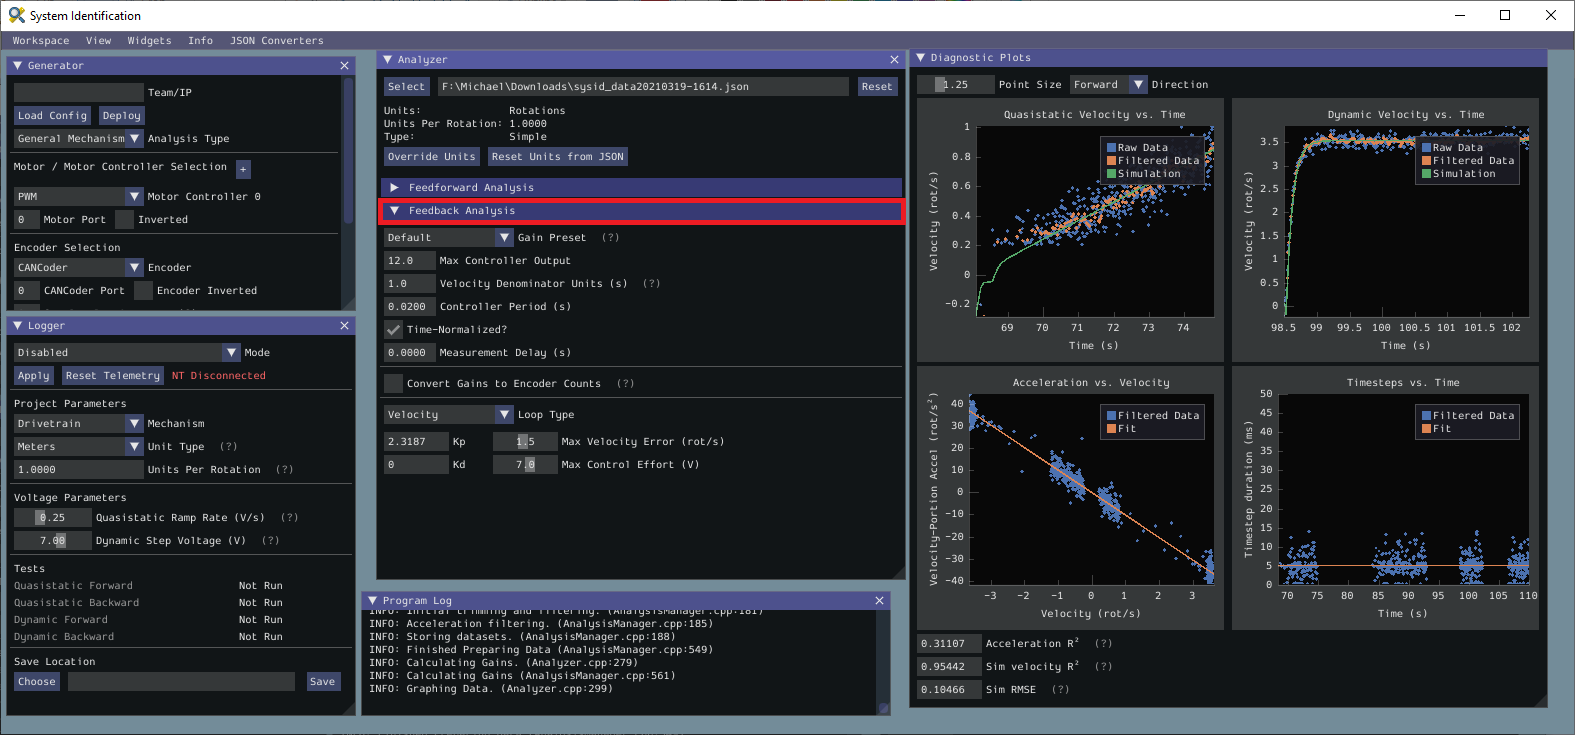 System Identification
Workspace View Widgets Info JSON Converters
Generator
Team/IP
Load Config Deploy
General Mechanism Analysis Type
Motor / Motor Controller Selection +
PWM Motor Controller 0
0 Motor Port Inverted
Encoder Selection
CANCoder Encoder
0 CANCoder Port Encoder Inverted
Logger
Disabled Mode
Apply Reset Telemetry NT Disconnected
Project Parameters
Drivetrain Mechanism
Meters Unit Type (?)
1.0000 Units Per Rotation (?)
Voltage Parameters
0.25 Quasistatic Ramp Rate (V/s) (?)
7.00 Dynamic Step Voltage (V) (?)
Tests
Quasistatic Forward Not Run
Quasistatic Backward Not Run
Dynamic Forward Not Run
Dynamic Backward Not Run
Save Location
Choose Save
Analyzer
Select F:\Michael\Downloads\sysid_data20210319-1614.json Reset
Units: Rotations
Units Per Rotation: 1.0000
Type: Simple
Override Units Reset Units from JSON
Feedforward Analysis
Feedback Analysis
Default Gain Preset (?)
12.0 Max Controller Output
1.0 Velocity Denominator Units (s) (?)
0.0200 Controller Period (s)
Time-Normalized?
0.0000 Measurement Delay (s)
Convert Gains to Encoder Counts (?)
Velocity Loop Type
2.3187 Kp 1.5 Max Velocity Error (rot/s)
0 Kd 7.0 Max Control Effort (V)
Program Log
INFO: Initial trimming and filtering. (AnalysisManager.cpp:181)
INFO: Acceleration filtering. (AnalysisManager.cpp:185)
INFO: Storing datasets. (AnalysisManager.cpp:188)
INFO: Finished Preparing Data (AnalysisManager.cpp:549)
INFO: Calculating Gains. (Analyzer.cpp:279)
INFO: Calculating Gains (AnalysisManager.cpp:561)
INFO: Graphing Data. (Analyzer.cpp:299)
Diagnostic Plots
1.25 Point Size Forward Direction
Quasistatic Velocity vs. Time
Velocity (rot/s)
1
0.8
0.6
0.4
0.2
0
-0.2
Raw Data
Filtered Data
Simulation
69 70 71 72 73 74
Time (s)
Dynamic Velocity vs. Time
Velocity (rot/s)
3.5
3
2.5
2
1.5
1
0.5
0
Raw Data
Filtered Data
Simulation
98.5 99 99.5 100 100.5 101 101.5 102
Time (s)
Acceleration vs. Velocity
Velocity-Portion Accel (rot/s²)
40
30
20
10
0
-10
-20
-30
-40
Filtered Data
Fit
-3 -2 -1 0 1 2 3
Velocity (rot/s)
Timesteps vs. Time
Timestep duration (ms)
50
45
40
35
30
25
20
15
10
5
0
Filtered Data
Fit
70 75 80 85 90 95 100 105 110
Time (s)
0.31107 Acceleration R² (?)
0.95442 Sim velocity R² (?)
0.10466 Sim RMSE (?)